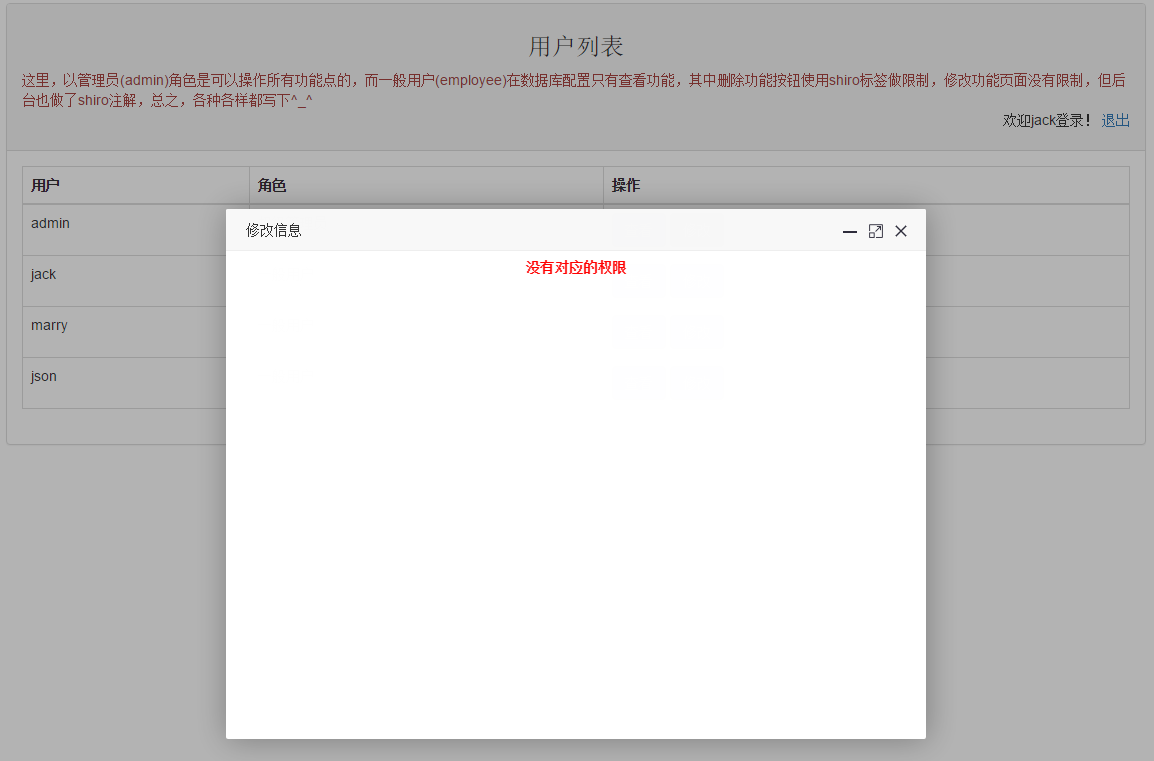 用户列表
这里，以管理员(admin)角色是可以操作所有功能点的，而一般用户(employee)在数据库配置只有查看功能，其中删除功能按钮使用shiro标签做限制，修改功能页面没有限制，但后
台也做了shiro注解，总之，各种各样都写下^_^
欢迎jack登录！ 退出
用户 角色 操作
admin
修改信息
没有对应的权限
jack
marry
json